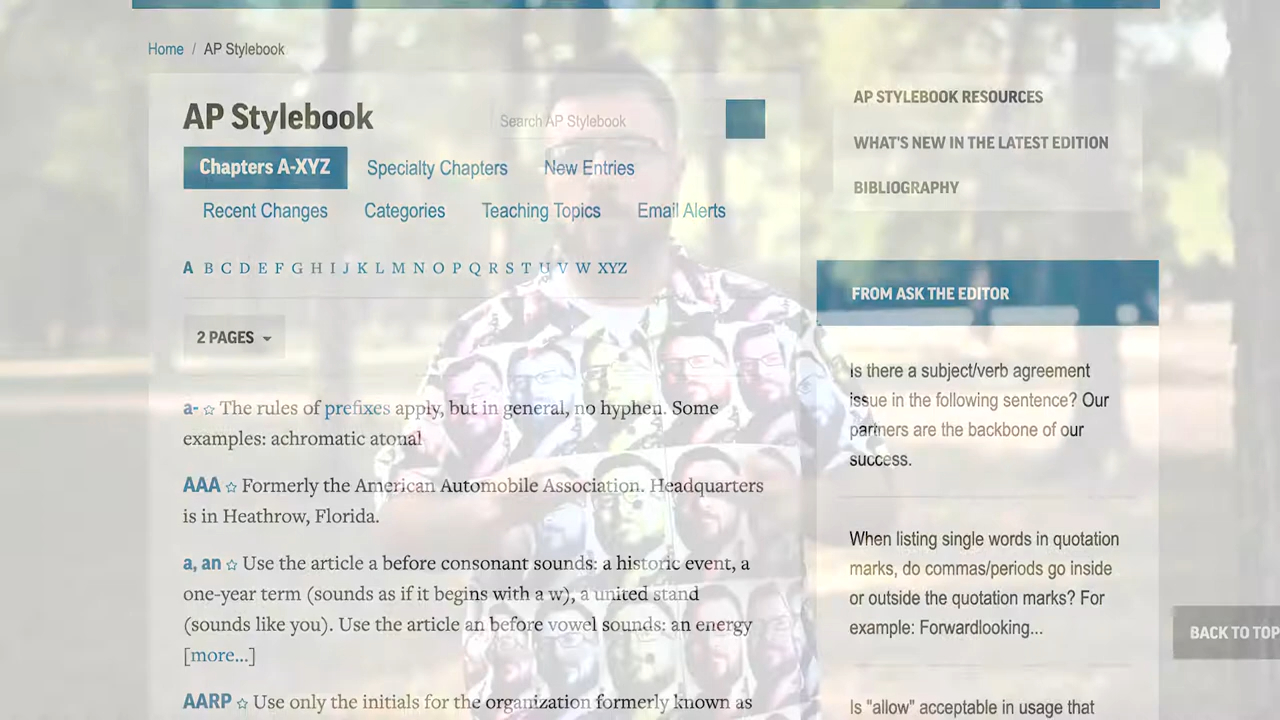 Home / AP Stylebook
AP Stylebook
Search AP Stylebook
Chapters A-XYZ Specialty Chapters New Entries
Recent Changes Categories Teaching Topics Email Alerts
A B C D E F G H I J K L M N O P Q R S T U V W XYZ
2 PAGES
a- ☆ The rules of prefixes apply, but in general, no hyphen. Some
examples: achromatic atonal
AAA ☆ Formerly the American Automobile Association. Headquarters
is in Heathrow, Florida.
a, an ☆ Use the article a before consonant sounds: a historic event, a
one-year term (sounds as if it begins with a w), a united stand
(sounds like you). Use the article an before vowel sounds: an energy
[more...]
AARP ☆ Use only the initials for the organization formerly known as
AP STYLEBOOK RESOURCES
WHAT'S NEW IN THE LATEST EDITION
BIBLIOGRAPHY
FROM ASK THE EDITOR
Is there a subject/verb agreement
issue in the following sentence? Our
partners are the backbone of our
success.
When listing single words in quotation
marks, do commas/periods go inside
or outside the quotation marks? For
example: Forwardlooking...
Is "allow" acceptable in usage that
BACK TO TOP